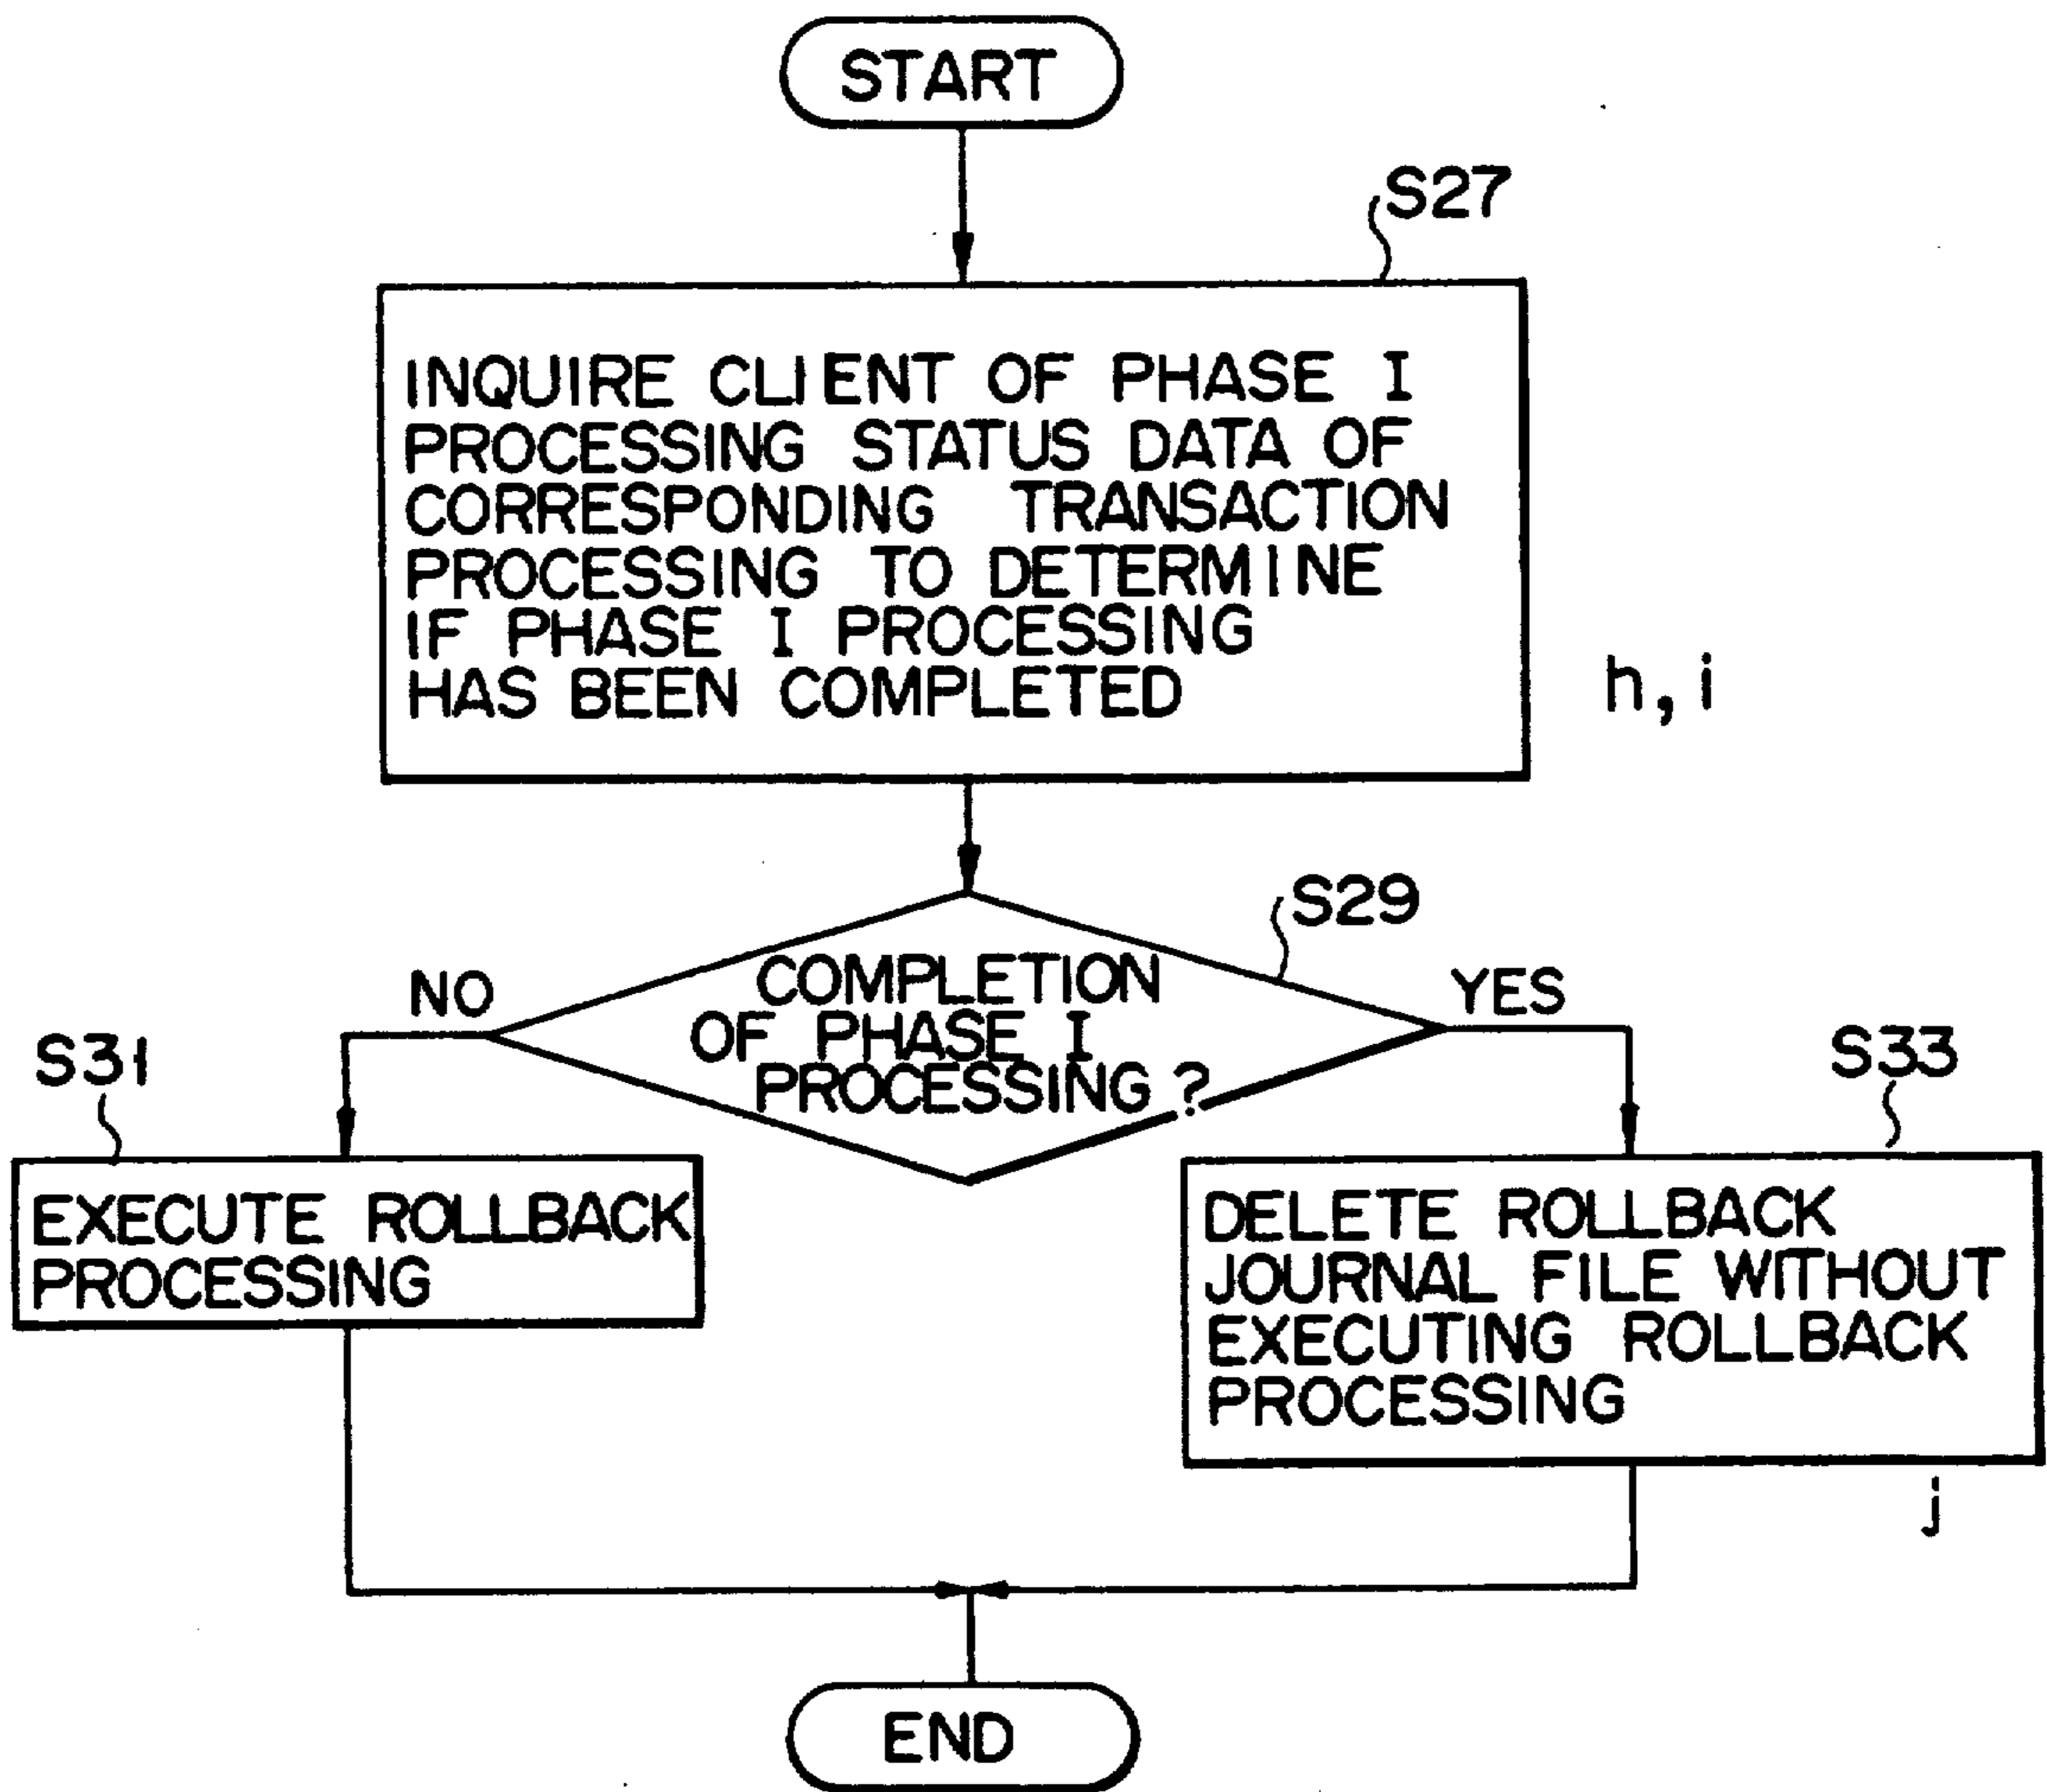 START
S27
INQUIRE CLIENT OF PHASE I
PROCESSING STATUS DATA OF
CORRESPONDING TRANSACTION
PROCESSING TO DETERMINE
IF PHASE I PROCESSING
HAS BEEN COMPLETED
h, i
S29
COMPLETION
OF PHASE I
PROCESSING ?
NO
YES
S31
EXECUTE ROLLBACK
PROCESSING
S33
DELETE ROLLBACK
JOURNAL FILE WITHOUT
EXECUTING ROLLBACK
PROCESSING
j
END